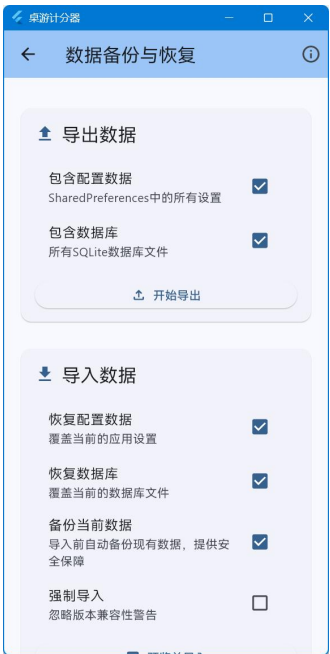 桌游计分器
数据备份与恢复
导出数据
包含配置数据
SharedPreferences中的所有设置
包含数据库
所有SQLite数据库文件
开始导出
导入数据
恢复配置数据
覆盖当前的应用设置
恢复数据库
覆盖当前的数据库文件
备份当前数据
导入前自动备份现有数据，提供安
全保障
强制导入
忽略版本兼容性警告